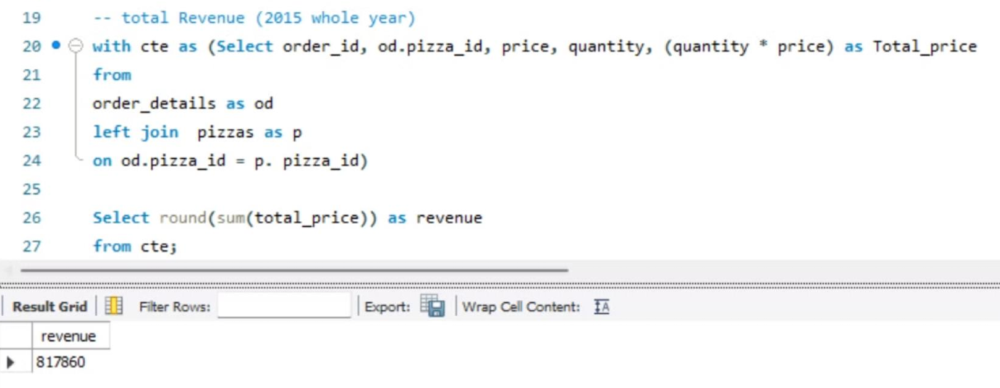 19 -- total Revenue (2015 whole year)
20 with cte as (Select order_id, od.pizza_id, price, quantity, (quantity * price) as Total_price
21 from
22 order_details as od
23 left join  pizzas as p
24 on od.pizza_id = p. pizza_id)
25
26 Select round(sum(total_price)) as revenue
27 from cte;
Result Grid Filter Rows: Export: Wrap Cell Content: IA
revenue
817860